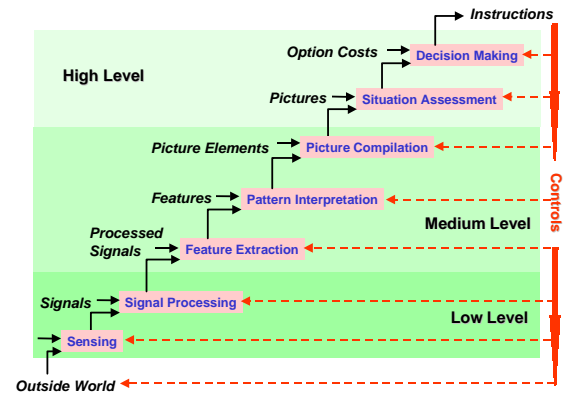 Instructions
Option Costs
Decision Making
High Level
Pictures
Situation Assessment
Picture Elements
Picture Compilation
Controls
Features
Pattern Interpretation
Medium Level
Processed
Signals
Feature Extraction
Signals
Signal Processing
Low Level
Sensing
Outside World